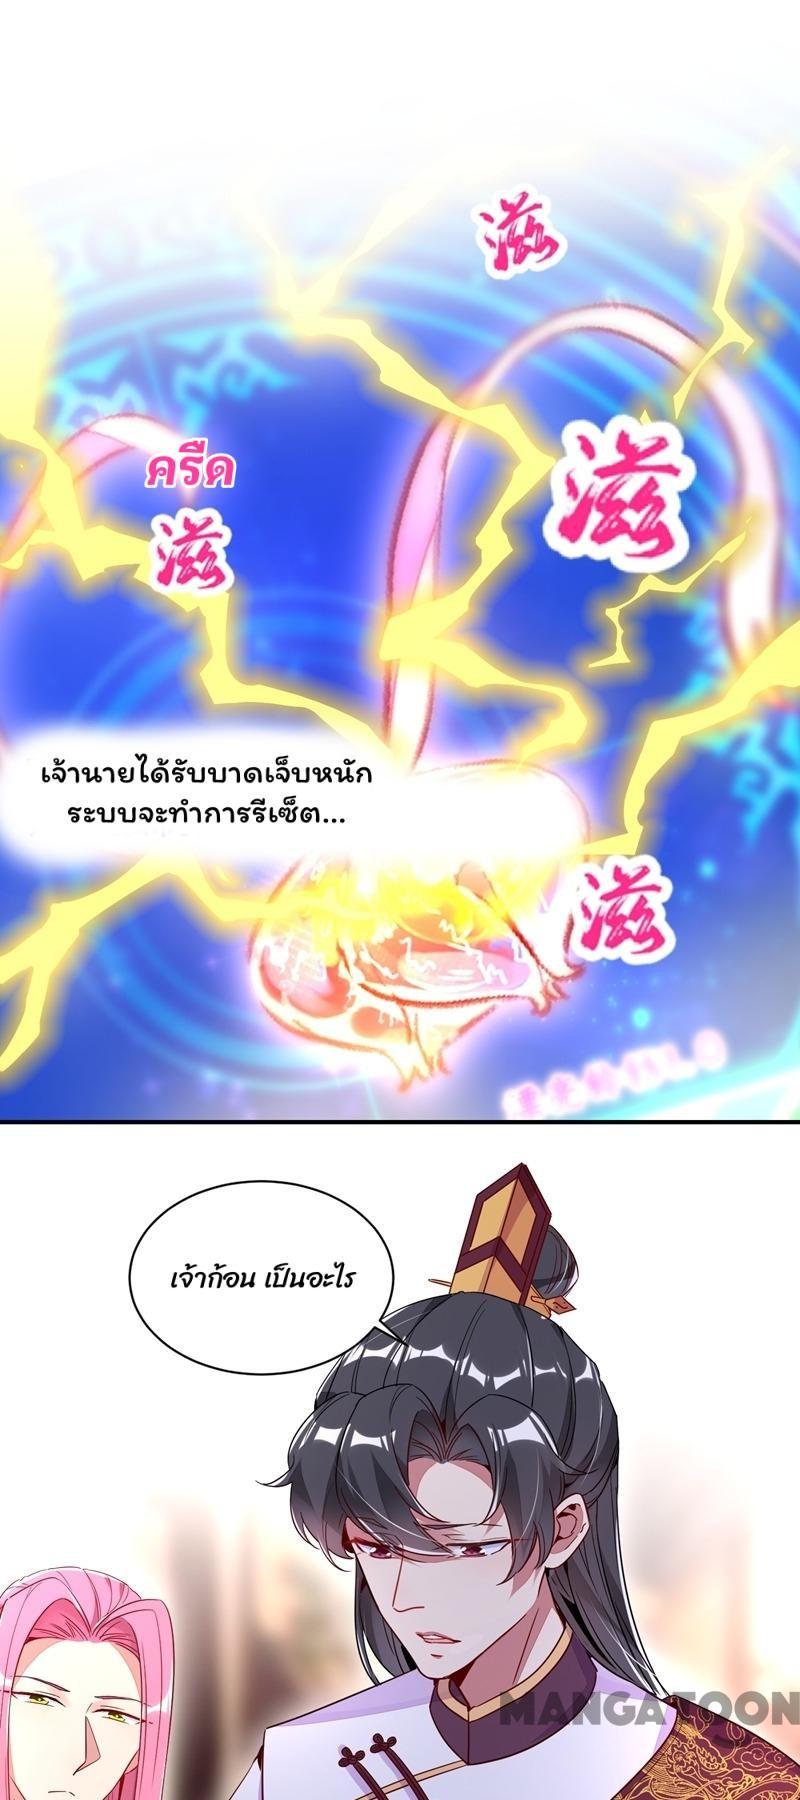 滋
ครืด
滋
滋
เจ้านายได้รับบาดเจ็บหนัก
ระบบจะทำการรีเซ็ต...
滋
เจ้าก้อน เป็นอะไร
MANGATOON